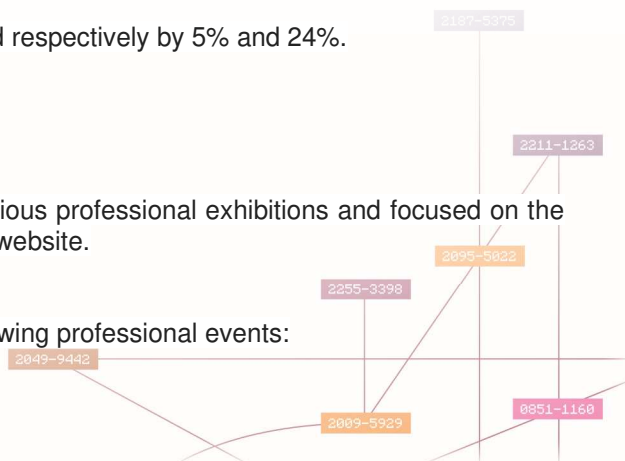 2187-5375
d respectively by 5% and 24%.
2211-1263
ious professional exhibitions and focused on the
website.
2095-5022
2255-3398
wing professional events:
2049-9442
0851-1160
2009-5929